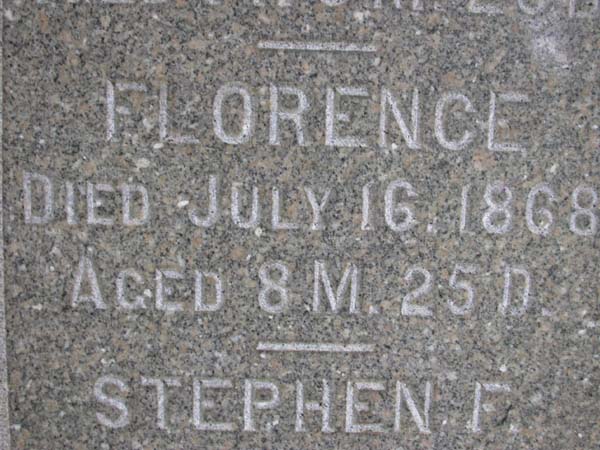 FLORENCE
DIED JULY 16. 1868
AGED 8 M. 25 D.
STEPHEN F.